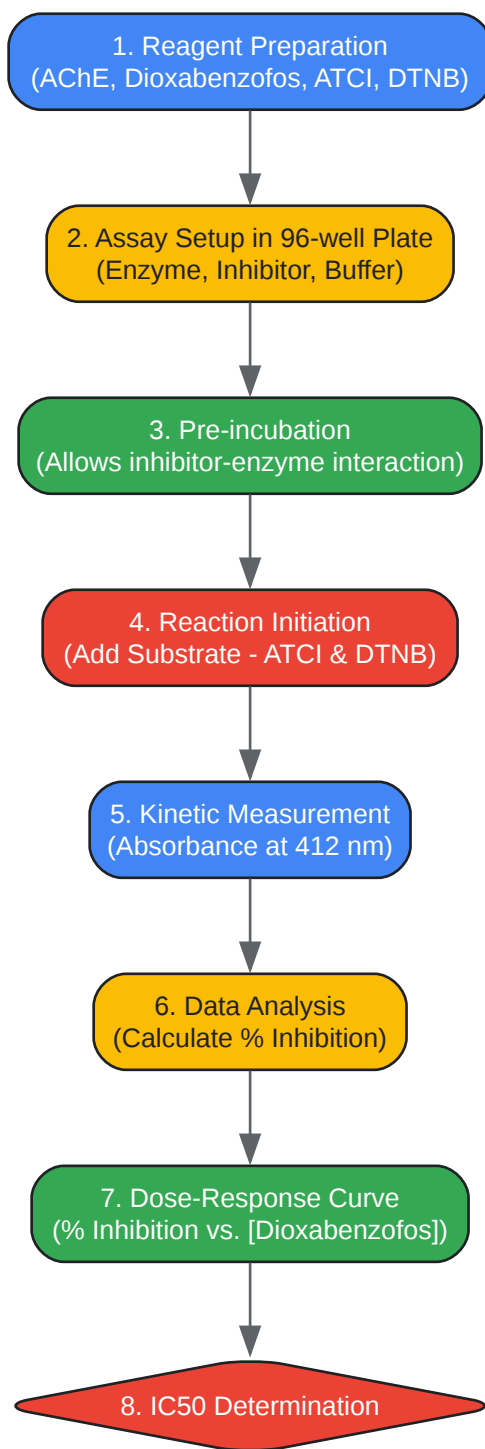 1. Reagent Preparation
(AChE, Dioxabenzofos, ATCI, DTNB)
2. Assay Setup in 96-well Plate
(Enzyme, Inhibitor, Buffer)
3. Pre-incubation
(Allows inhibitor-enzyme interaction)
4. Reaction Initiation
(Add Substrate - ATCI & DTNB)
5. Kinetic Measurement
(Absorbance at 412 nm)
6. Data Analysis
(Calculate % Inhibition)
7. Dose-Response Curve
(% Inhibition vs. [Dioxabenzofos])
8. IC50 Determination